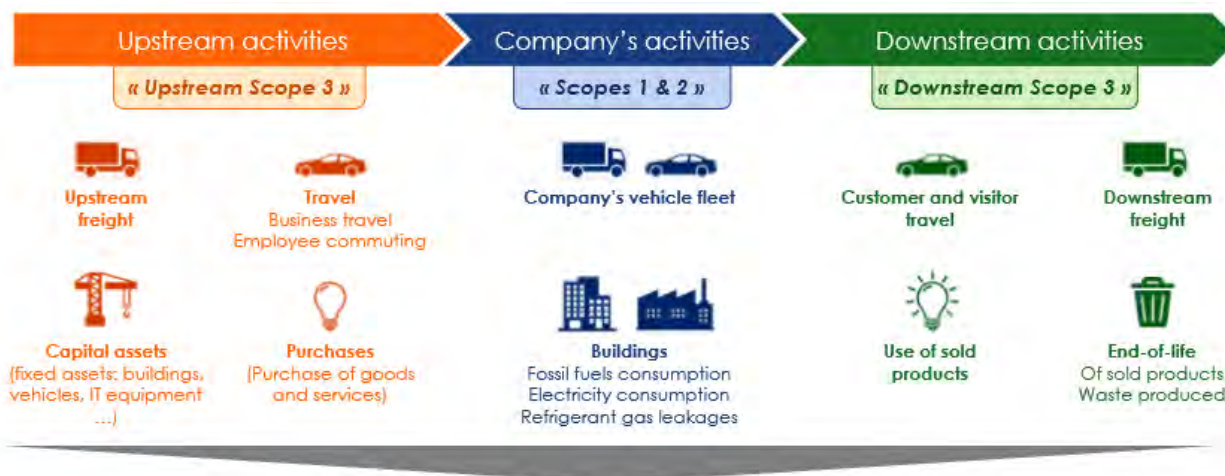 Upstream activities
Company's activities
Downstream activities
« Upstream Scope 3 »
« Scopes 1 & 2 »
« Downstream Scope 3 »
Upstream
freight
Travel
Business travel
Employee commuting
Company's vehicle fleet
Customer and visitor
travel
Downstream
freight
Capital assets
(fixed assets: buildings,
vehicles, IT equipment
...)
Purchases
(Purchase of goods
and services)
Buildings
Fossil fuels consumption
Electricity consumption
Refrigerant gas leakages
Use of sold
products
End-of-life
Of sold products
Waste produced